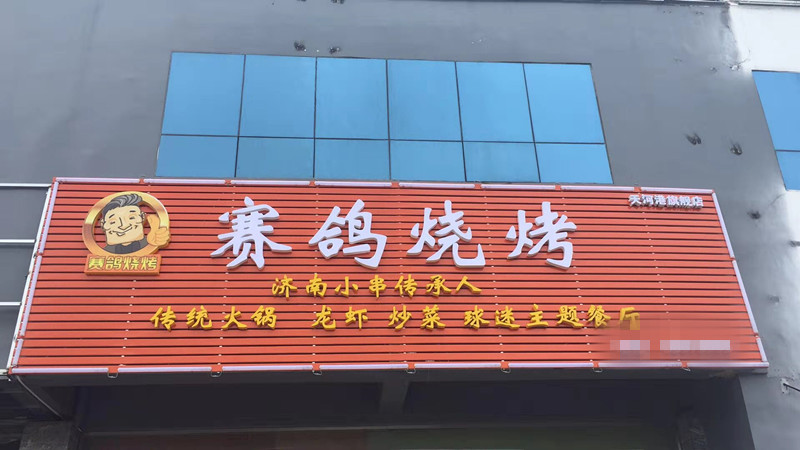 天河港旗舰店
赛鸽烧烤
赛鸽烧烤
济南小串传承人
传统火锅 龙虾 炒菜 球迷主题餐厅